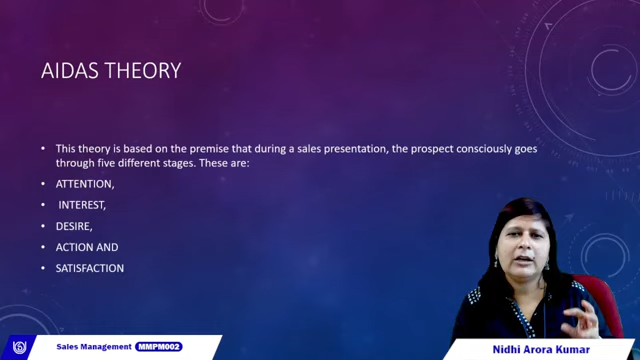 AIDAS THEORY
• This theory is based on the premise that during a sales presentation, the prospect consciously goes
through five different stages. These are:
• ATTENTION,
• INTEREST,
• DESIRE,
• ACTION AND
• SATISFACTION
Sales Management MMPM002
Nidhi Arora Kumar